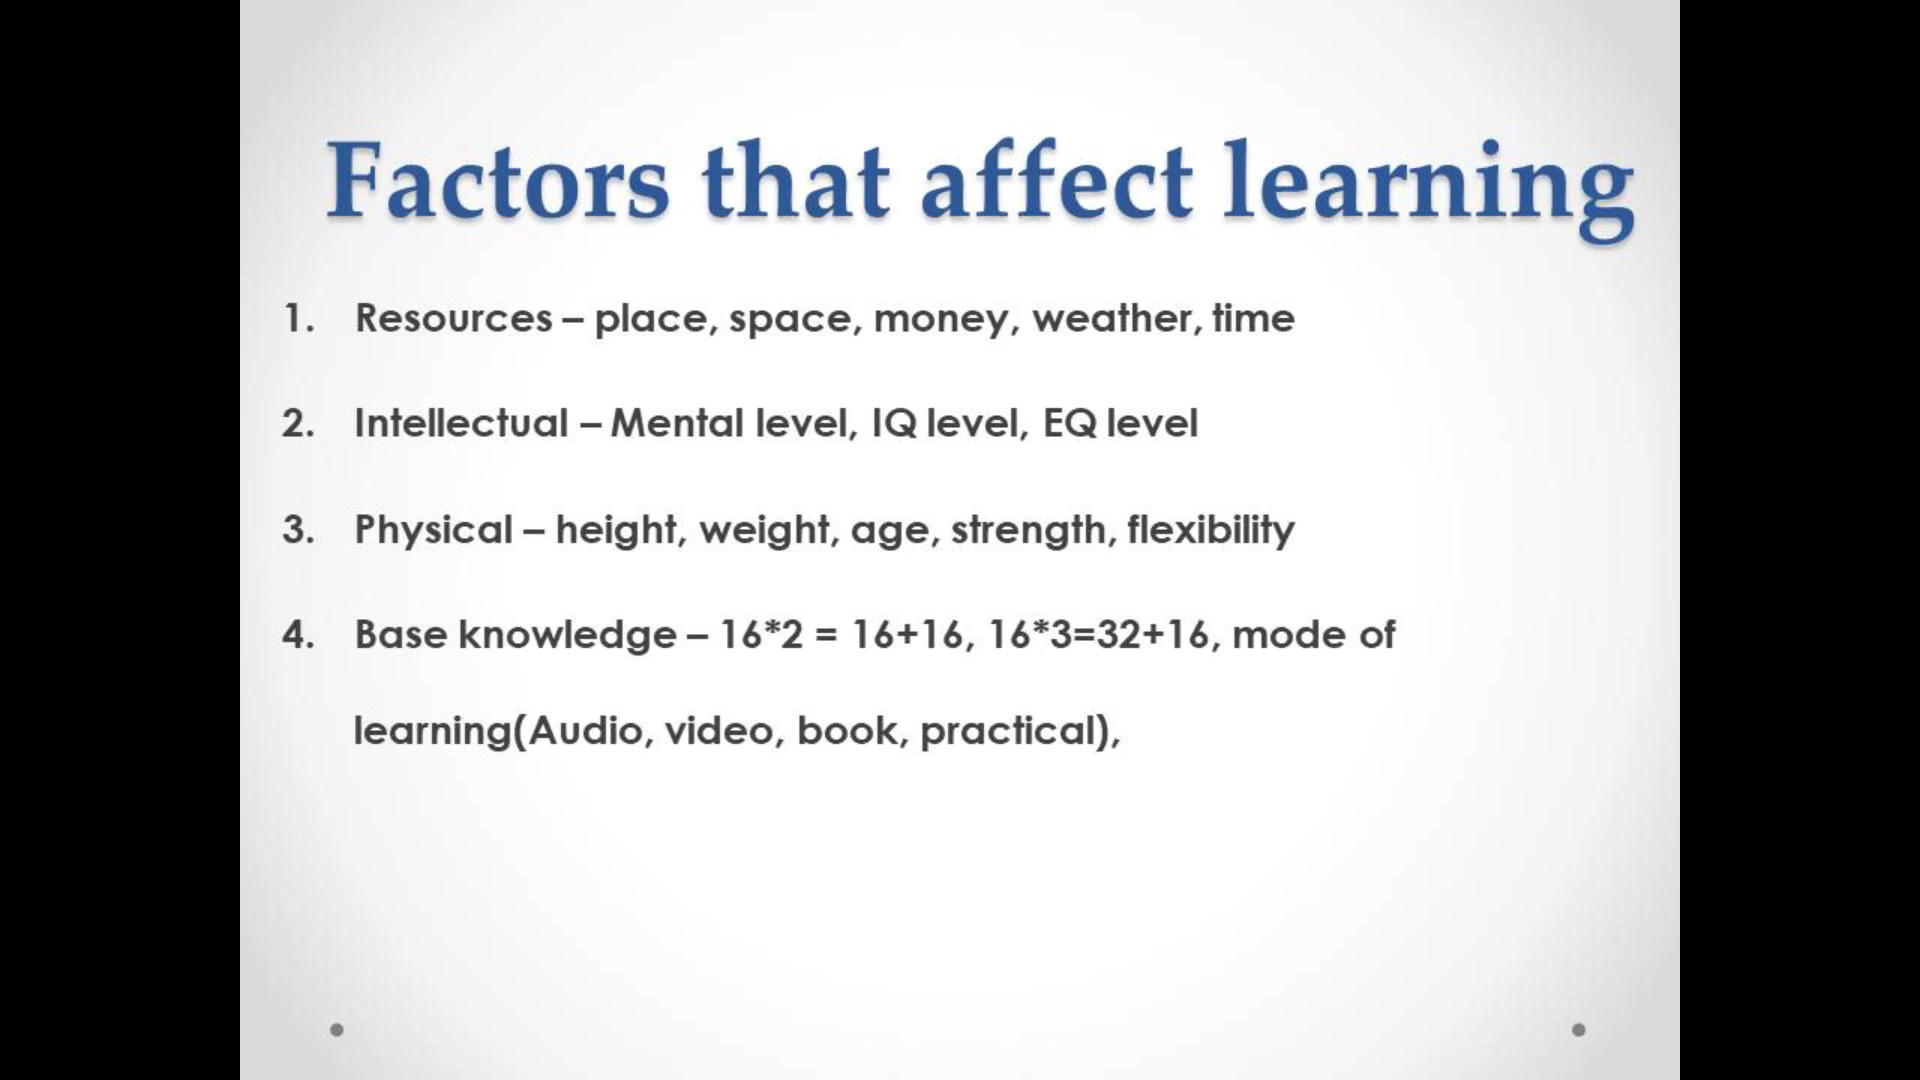 Factors that affect learning
1. Resources – place, space, money, weather, time
2. Intellectual – Mental level, IQ level, EQ level
3. Physical – height, weight, age, strength, flexibility
4. Base knowledge – 16*2 = 16+16, 16*3=32+16, mode of
learning(Audio, video, book, practical),